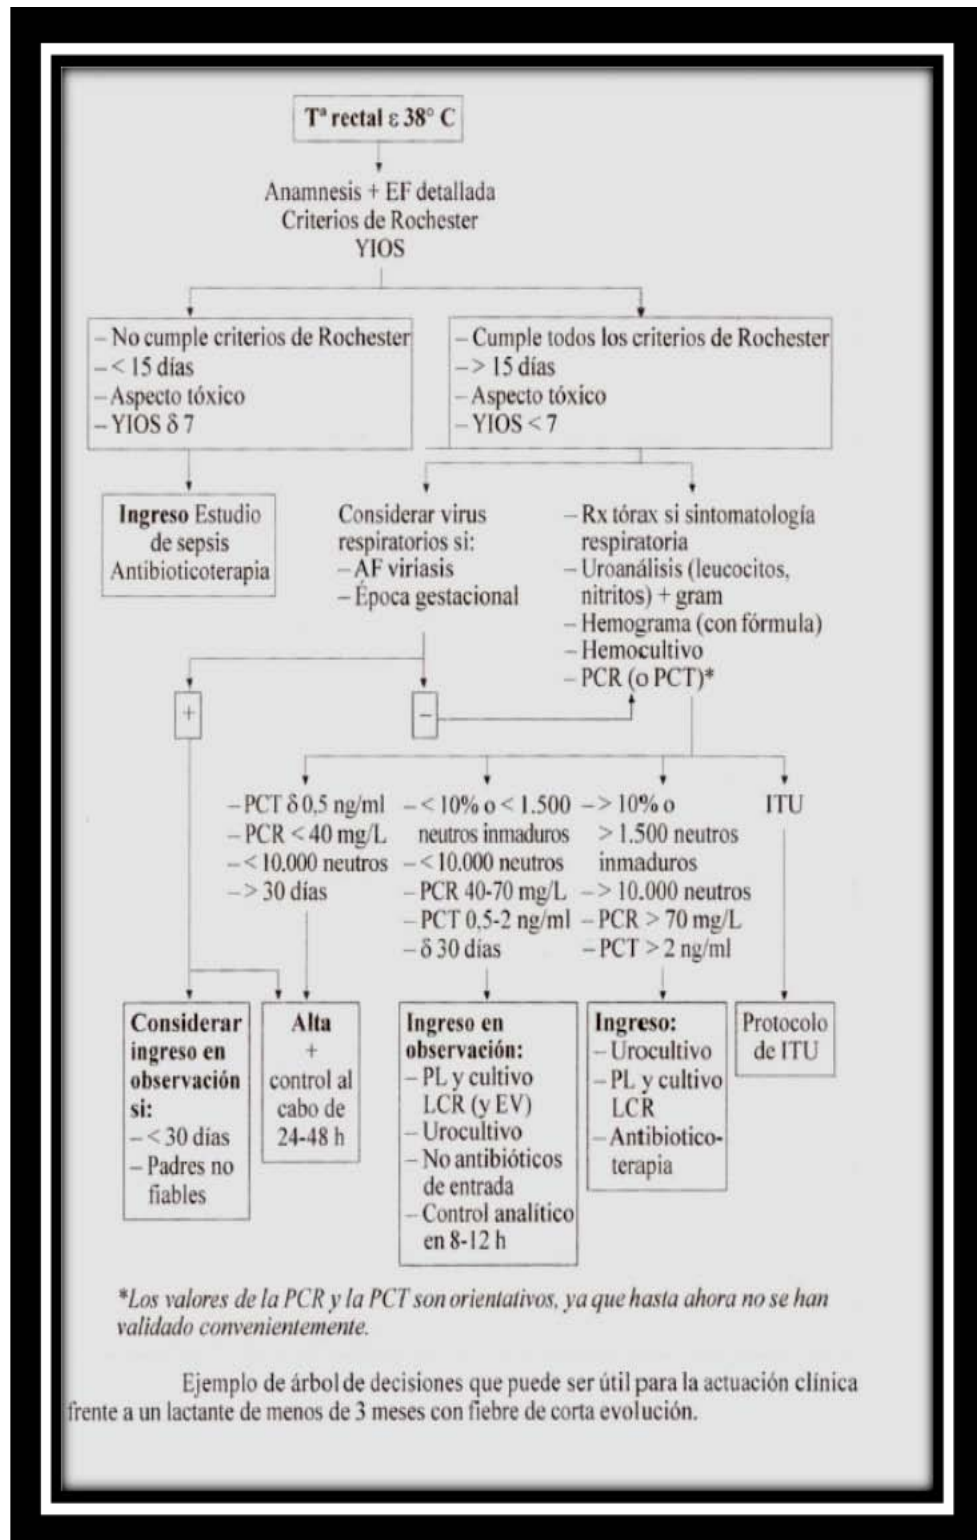 Tª rectal ε 38° C
Anamnesis + EF detallada
Criterios de Rochester
YIOS
– No cumple criterios de Rochester
– < 15 días
– Aspecto tóxico
– YIOS δ 7
– Cumple todos los criterios de Rochester
– > 15 días
– Aspecto tóxico
– YIOS < 7
Ingreso Estudio
de sepsis
Antibioticoterapia
Considerar virus
respiratorios si:
– AF viriasis
– Época gestacional
– Rx tórax si sintomatología
respiratoria
– Uroanálisis (leucocitos,
nitritos) + gram
– Hemograma (con fórmula)
– Hemocultivo
– PCR (o PCT)*
+
–
– PCT δ 0,5 ng/ml
– PCR < 40 mg/L
– < 10.000 neutros
– > 30 días
– < 10% o < 1.500
neutros inmaduros
– < 10.000 neutros
– PCR 40-70 mg/L
– PCT 0,5-2 ng/ml
– δ 30 días
– > 10% o
> 1.500 neutros
inmaduros
– > 10.000 neutros
– PCR > 70 mg/L
– PCT > 2 ng/ml
ITU
Considerar
ingreso en
observación
si:
– < 30 días
– Padres no
fiables
Alta
+
control al
cabo de
24-48 h
Ingreso en
observación:
– PL y cultivo
LCR (y EV)
– Urocultivo
– No antibióticos
de entrada
– Control analítico
en 8-12 h
Ingreso:
– Urocultivo
– PL y cultivo
LCR
– Antibiotico-
terapia
Protocolo
de ITU
*Los valores de la PCR y la PCT son orientativos, ya que hasta ahora no se han
validado convenientemente.
Ejemplo de árbol de decisiones que puede ser útil para la actuación clínica
frente a un lactante de menos de 3 meses con fiebre de corta evolución.